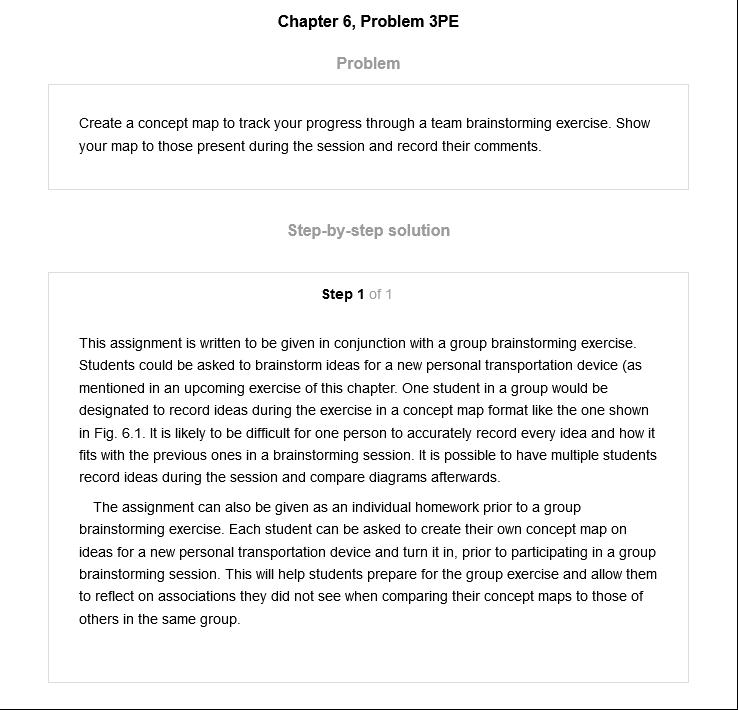 Chapter 6, Problem 3PE
Problem
Create a concept map to track your progress through a team brainstorming exercise. Show
your map to those present during the session and record their comments.
Step-by-step solution
Step 1 of 1
This assignment is written to be given in conjunction with a group brainstorming exercise.
Students could be asked to brainstorm ideas for a new personal transportation device (as
mentioned in an upcoming exercise of this chapter. One student in a group would be
designated to record ideas during the exercise in a concept map format like the one shown
in Fig. 6.1. It is likely to be difficult for one person to accurately record every idea and how it
fits with the previous ones in a brainstorming session. It is possible to have multiple students
record ideas during the session and compare diagrams afterwards.
The assignment can also be given as an individual homework prior to a group
brainstorming exercise. Each student can be asked to create their own concept map on
ideas for a new personal transportation device and turn it in, prior to participating in a group
brainstorming session. This will help students prepare for the group exercise and allow them
to reflect on associations they did not see when comparing their concept maps to those of
others in the same group.